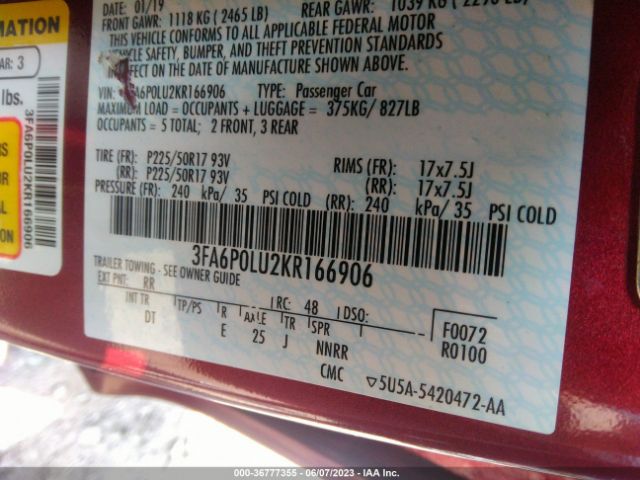 DATE: 01/19
FRONT GAWR: 1118 KG (2465 LB) REAR GAWR: 1039 KG
THIS VEHICLE CONFORMS TO ALL APPLICABLE FEDERAL MOTOR
VEHICLE SAFETY, BUMPER, AND THEFT PREVENTION STANDARDS
EFFECT ON THE DATE OF MANUFACTURE SHOWN ABOVE.
VIN: FA6P0LU2KR166906 TYPE: Passenger Car
MAXIMUM LOAD = OCCUPANTS + LUGGAGE = 375KG/ 827LB
OCCUPANTS = 5 TOTAL; 2 FRONT, 3 REAR
TIRE (FR): P225/50R17 93V RIMS (FR): 17x7.5J
(RR): P225/50R17 93V (RR): 17x7.5J
PRESSURE (FR): 240 kPa/ 35 PSI COLD (RR): 240 kPa/ 35 PSI COLD
3FA6P0LU2KR166906
TRAILER TOWING - SEE OWNER GUIDE
EXT PNT: RR RC: 48 DSO:
INT TR TP/PS R AXLE TR SPR
DT E 25 J NNRR
CMC
F0072
R0100
5U5A-5420472-AA
MATION
AR: 3
lbs.
3FA6P0LU2KR166906
RS
UR
AL
ION
000-36777355 | 06/07/2023 | IAA Inc.